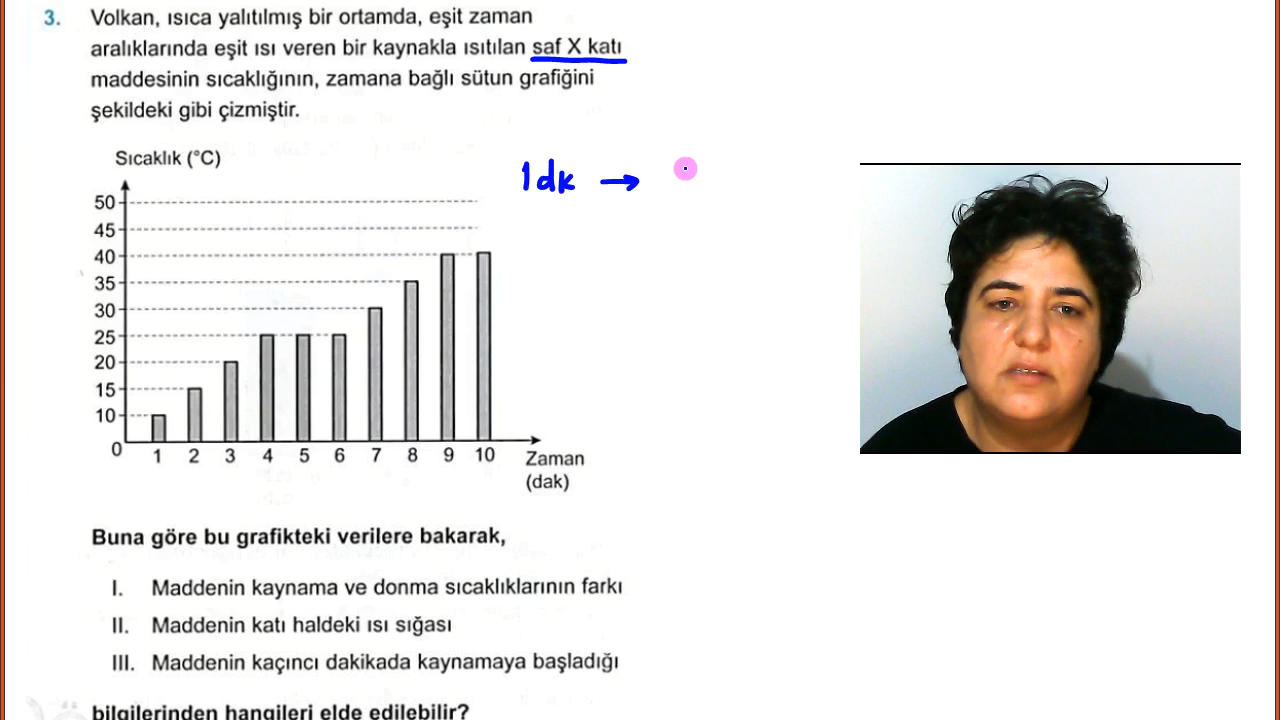 3. Volkan, ısıca yalıtılmış bir ortamda, eşit zaman
aralıklarında eşit ısı veren bir kaynakla ısıtılan saf X katı
maddesinin sıcaklığının, zamana bağlı sütun grafiğini
şekildeki gibi çizmiştir.
Sıcaklık (°C)
1dk →
50
45
40
35
30
25
20
15
10
0
1 2 3 4 5 6 7 8 9 10
Zaman
(dak)
Buna göre bu grafikteki verilere bakarak,
I. Maddenin kaynama ve donma sıcaklıklarının farkı
II. Maddenin katı haldeki ısı sığası
III. Maddenin kaçıncı dakikada kaynamaya başladığı
bilgilerinden hangileri elde edilebilir?